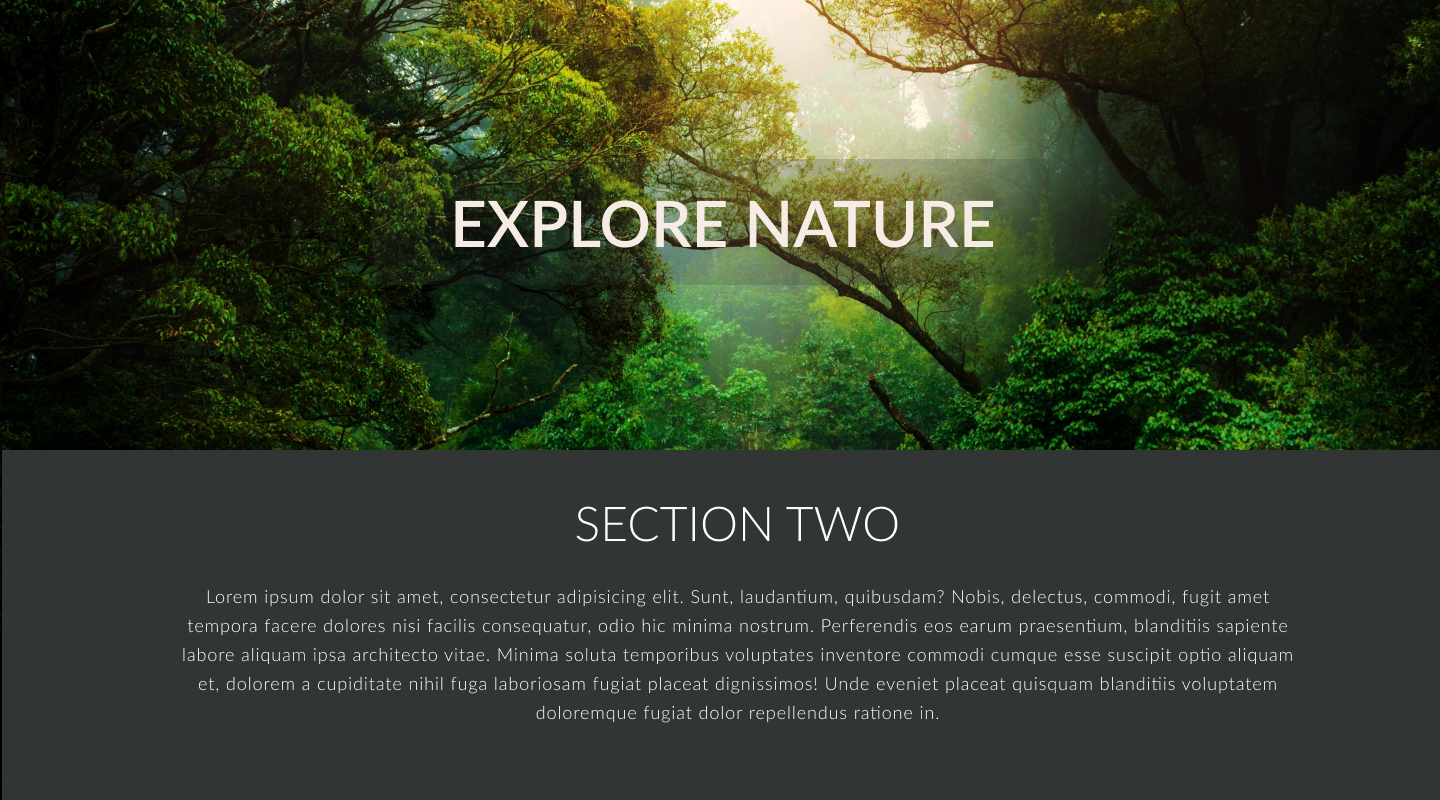 EXPLORE NATURE
SECTION TWO
Lorem ipsum dolor sit amet, consectetur adipisicing elit. Sunt, laudantium, quibusdam? Nobis, delectus, commodi, fugit amet
tempora facere dolores nisi facilis consequatur, odio hic minima nostrum. Perferendis eos earum praesentium, blanditiis sapiente
labore aliquam ipsa architecto vitae. Minima soluta temporibus voluptates inventore commodi cumque esse suscipit optio aliquam
et, dolorem a cupiditate nihil fuga laboriosam fugiat placeat dignissimos! Unde eveniet placeat quisquam blanditiis voluptatem
doloremque fugiat dolor repellendus ratione in.